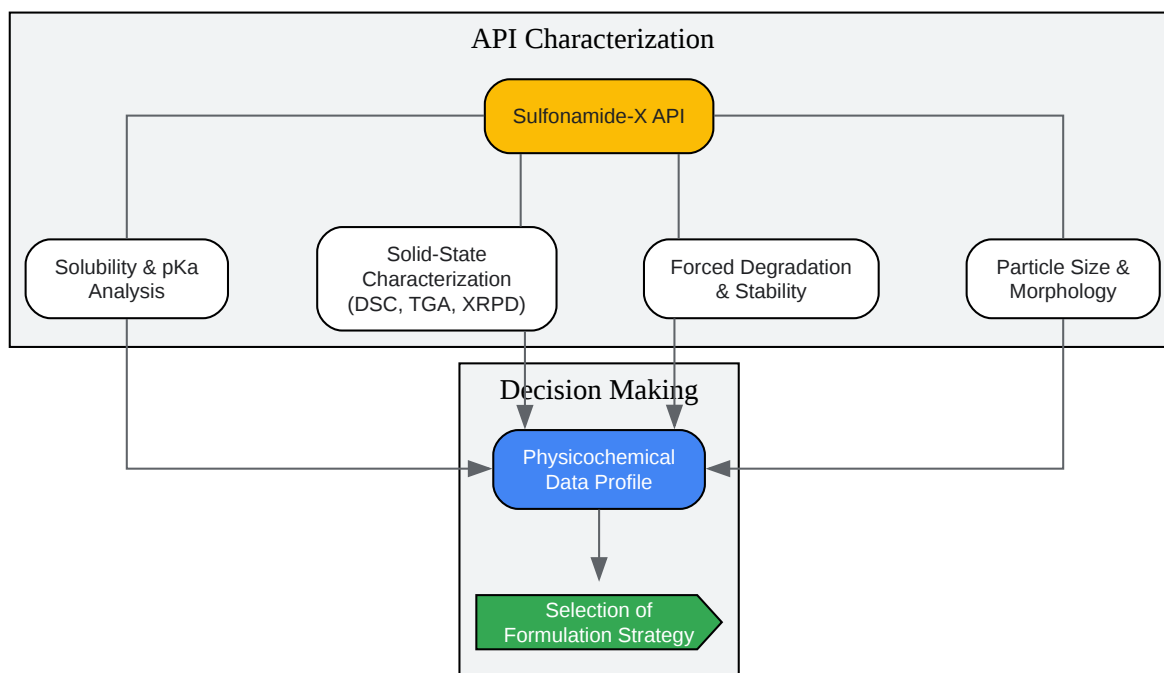 API Characterization
Sulfonamide-X API
Solubility & pKa
Analysis
Solid-State
Characterization
(DSC, TGA, XRPD)
Forced Degradation
& Stability
Particle Size &
Morphology
Decision Making
Physicochemical
Data Profile
Selection of
Formulation Strategy